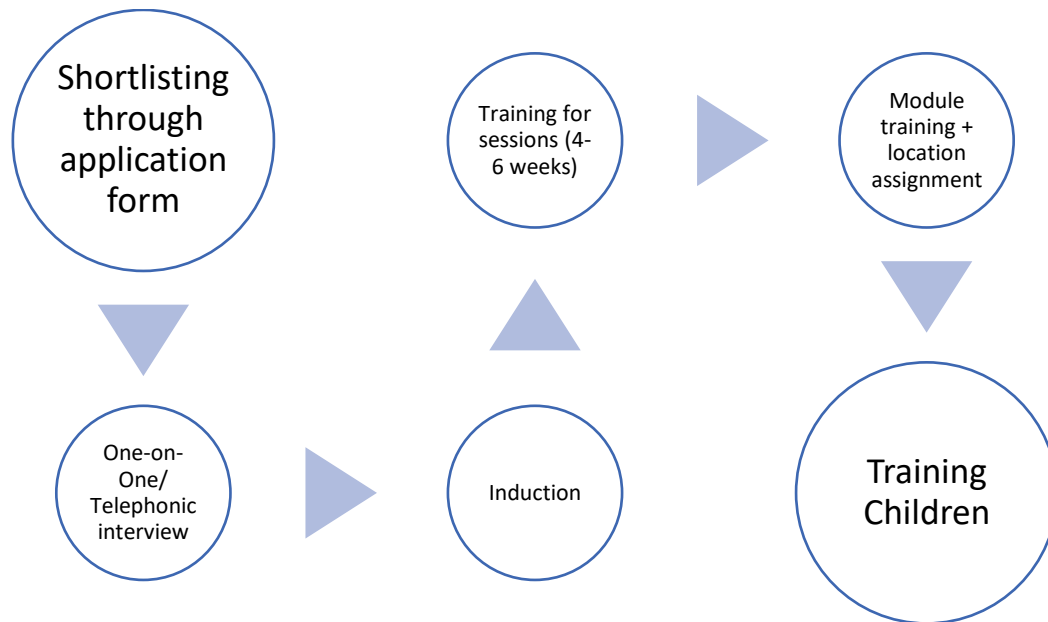 Shortlisting
through
application
form
One-on-
One/
Telephonic
interview
Induction
Training for
sessions (4-
6 weeks)
Module
training +
location
assignment
Training
Children